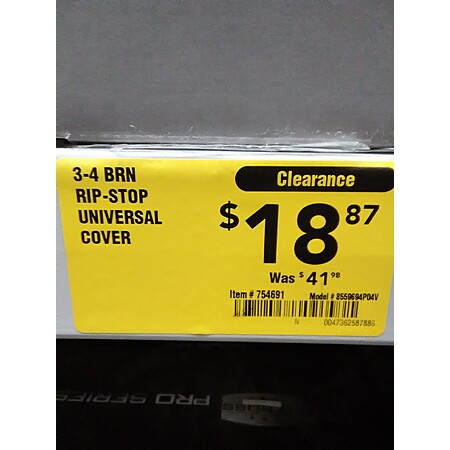 3-4 BRN
RIP-STOP
UNIVERSAL
COVER
Clearance
$18 87
Was $41 98
Item # 754691
Model # 8559694P04V
N 0047362587886
PRO SERIES